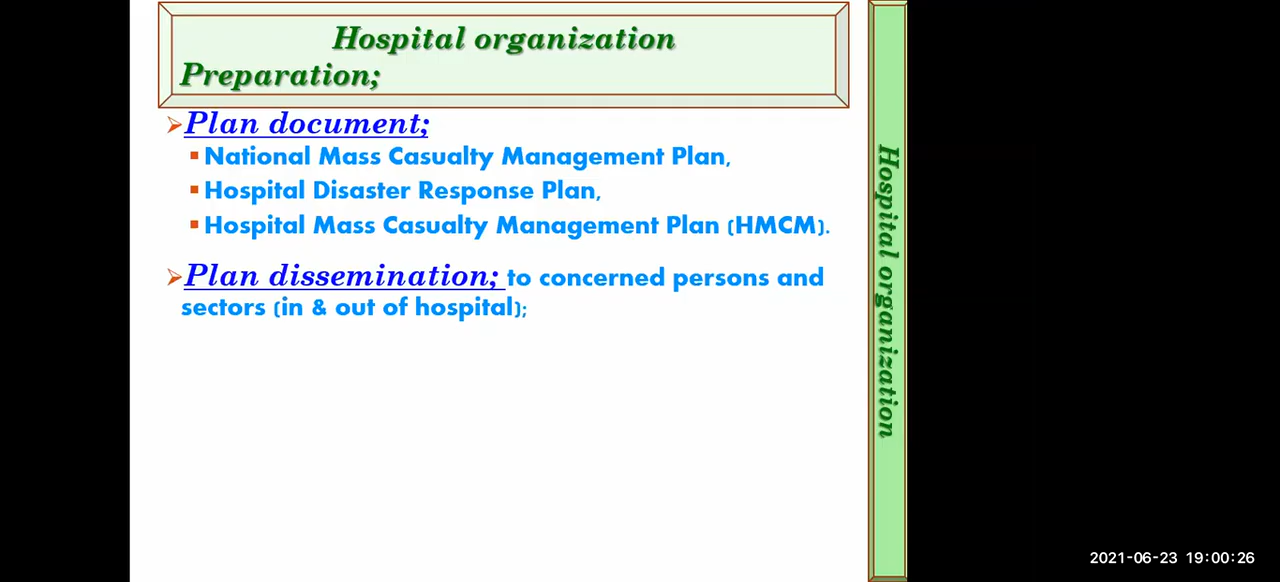 Hospital organization
Preparation;
Plan document;
National Mass Casualty Management Plan,
Hospital Disaster Response Plan,
Hospital Mass Casualty Management Plan (HMCM).
Plan dissemination; to concerned persons and
sectors (in & out of hospital);
Hospital organization
2021-06-23 19:00:26